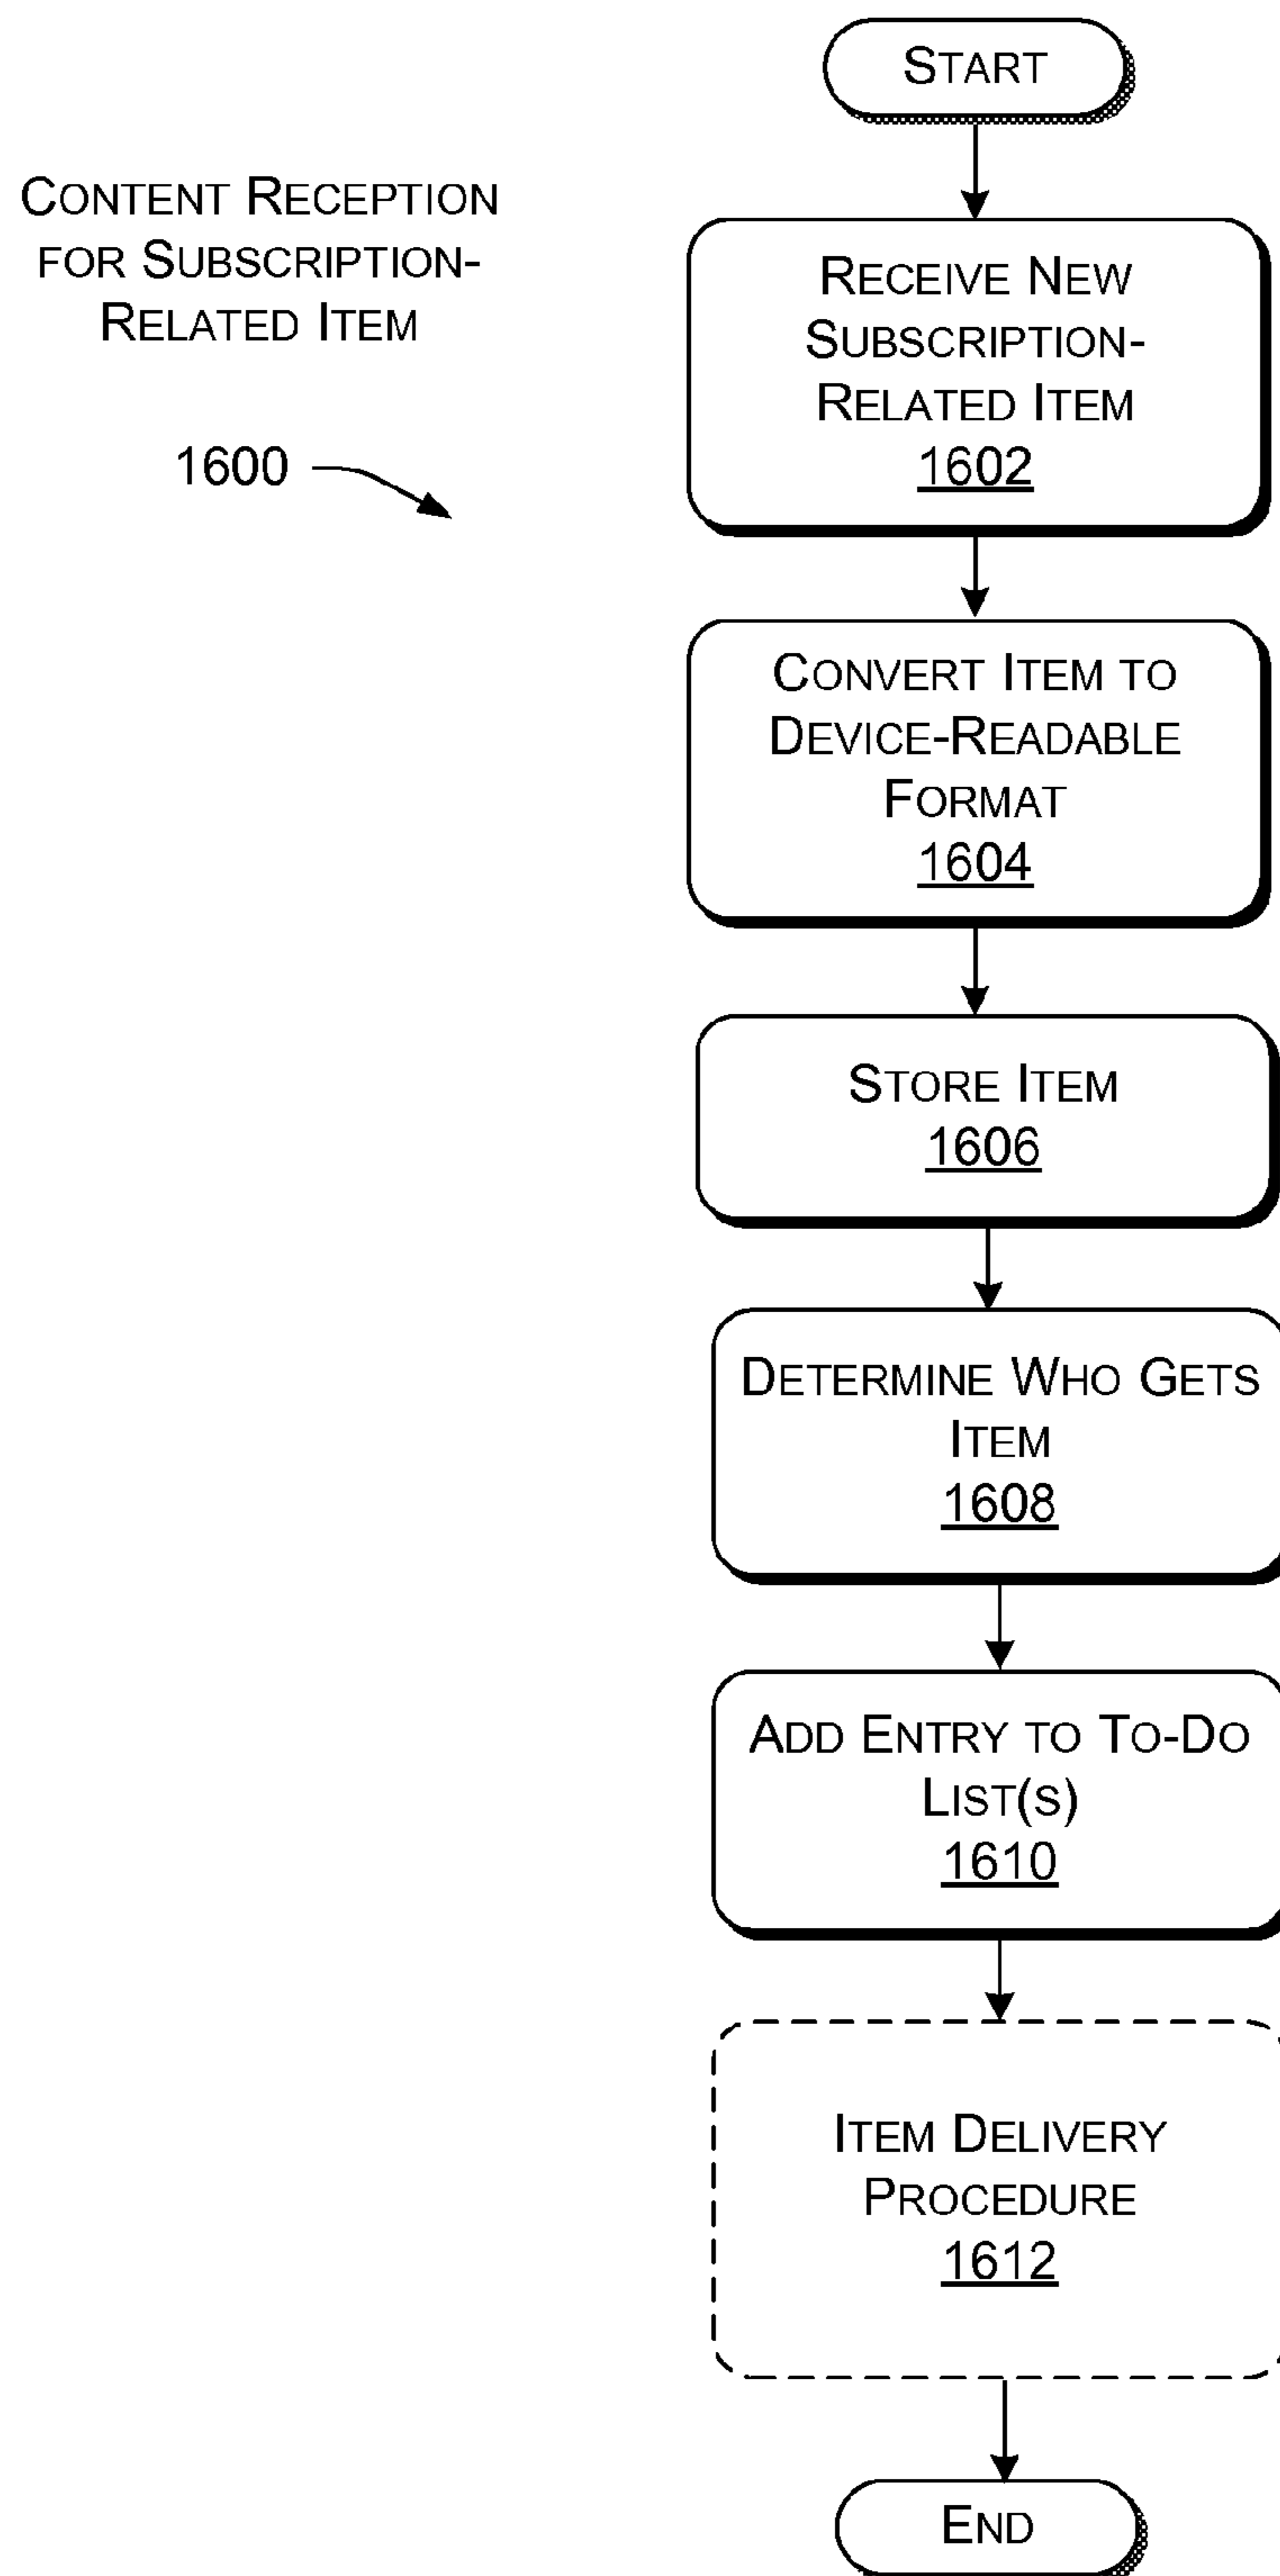 START
CONTENT RECEPTION
FOR SUBSCRIPTION-
RELATED ITEM
1600
RECEIVE NEW
SUBSCRIPTION-
RELATED ITEM
1602
CONVERT ITEM TO
DEVICE-READABLE
FORMAT
1604
STORE ITEM
1606
DETERMINE WHO GETS
ITEM
1608
ADD ENTRY TO TO-DO
LIST(S)
1610
ITEM DELIVERY
PROCEDURE
1612
END